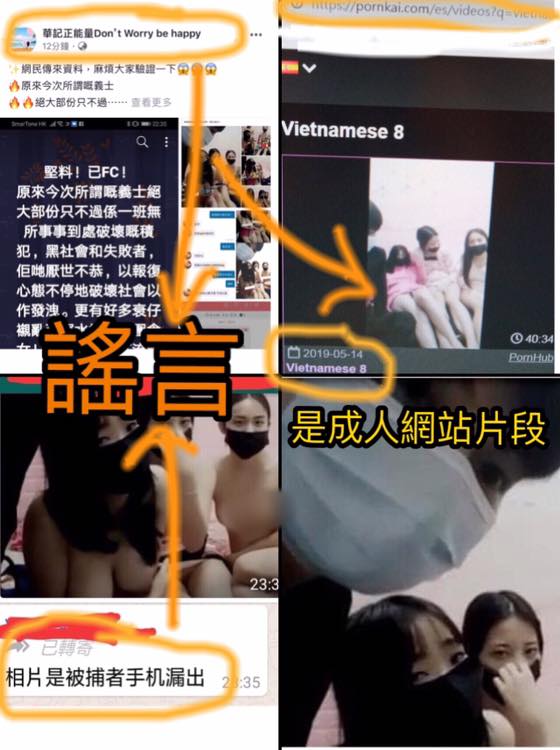 華記正能量Don't Worry be happy
12分鐘
網民傳來資料,麻煩大家驗證一下
原來今次所謂嘅義士
絕大部份只不過⋯⋯ 查看更多
SmarTone HK
22:35
堅料!已FC!
原來今次所謂嘅義士絕
大部份只不過係一班無
所事事到處破壞嘅積
犯,黑社會和失敗者,
佢哋厭世不恭,以報復
心態不停地破壞社會以
作發洩。更有好多衰仔
https://pornkai.com/es/videos?q=vietna
Vietnamese 8
40:34
2019-05-14
PornHub
Vietnamese 8
謠言
是成人網站片段
23:3
已轉寄
相片是被捕者手机漏出
23:35